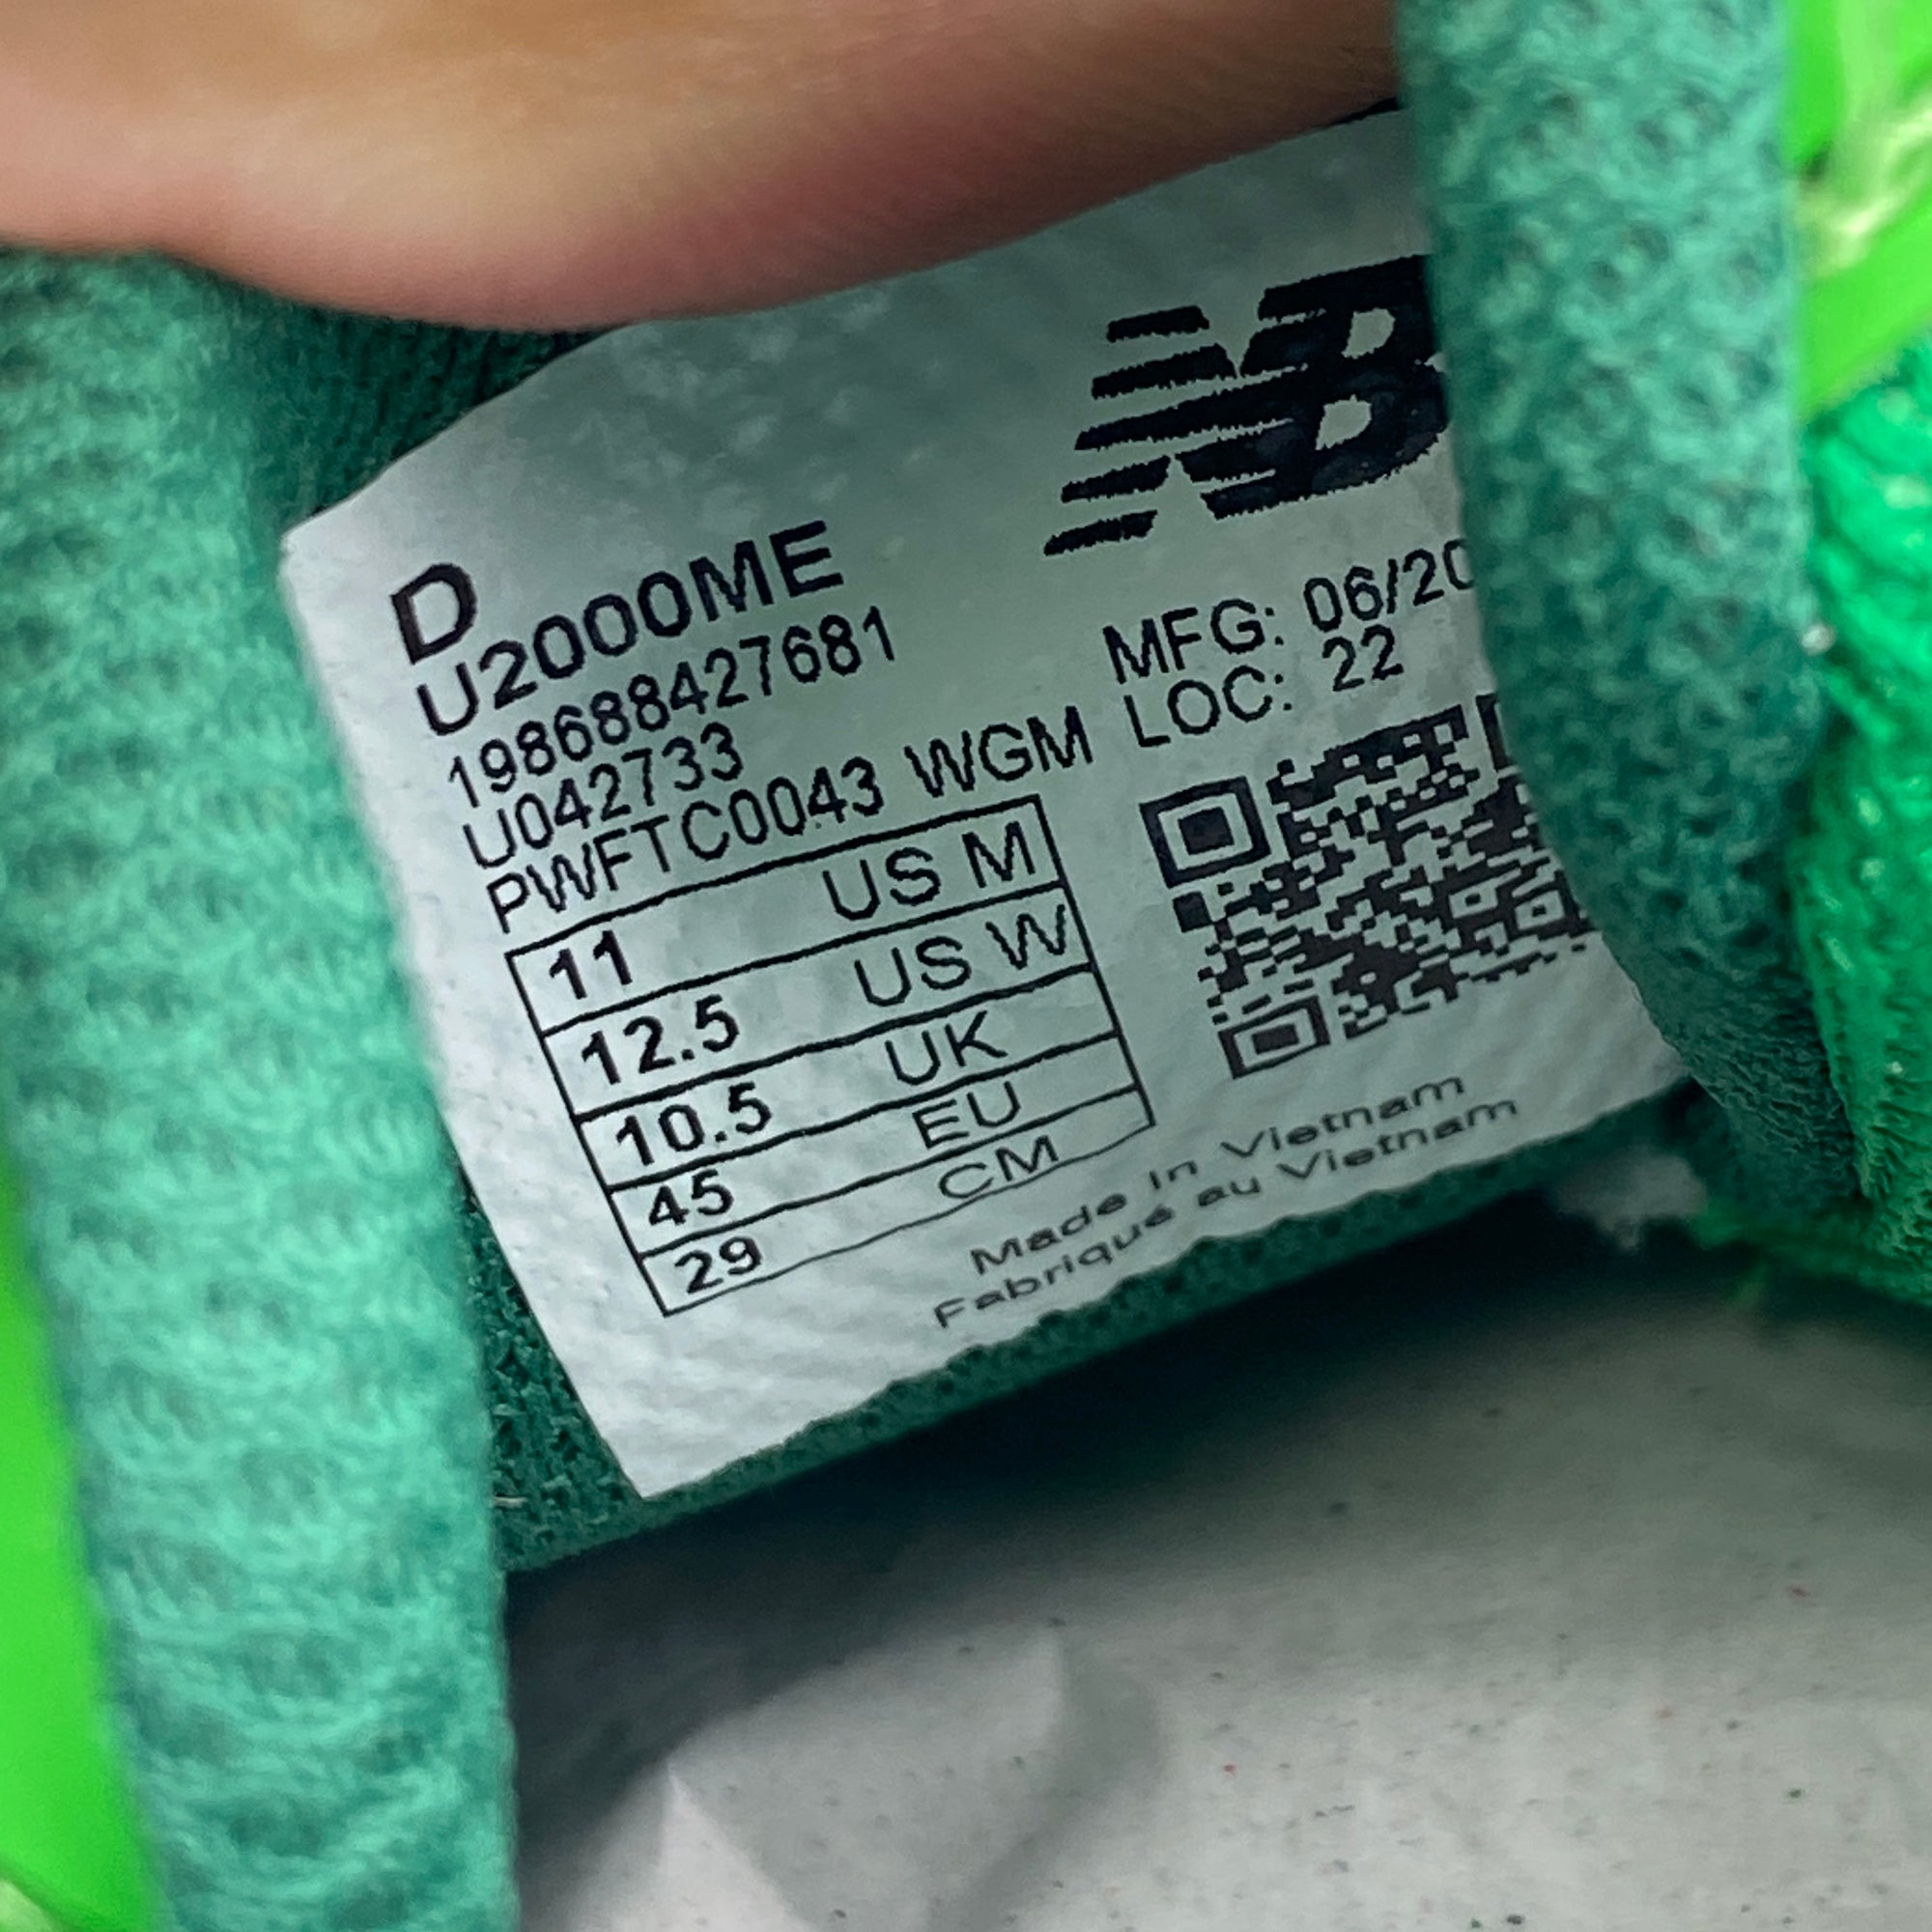 NB
D
U2000ME
198688427681
U042733
PWFTC0043 WGM
MFG: 06/20
LOC: 22
11 US M
12.5 US W
10.5 UK
45 EU
29 CM
Made in Vietnam
Fabriqué au Vietnam